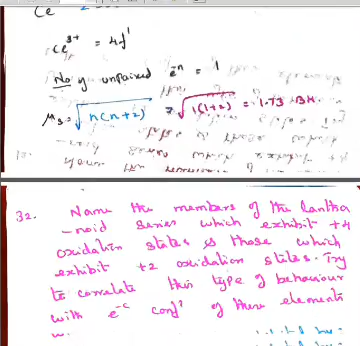 Ce
Ce³⁺ = 4f¹
No of unpaired e⁻n = 1
μs = √n(n+2) = √1(1+2) = 1.73 BM.
32. Name the members of the Lantha
-noid series which exhibit +4
oxidation states & those which
exhibit +2 oxidation states. Try
to correlate this type of behaviour
with e⁻c confⁿ of these elements